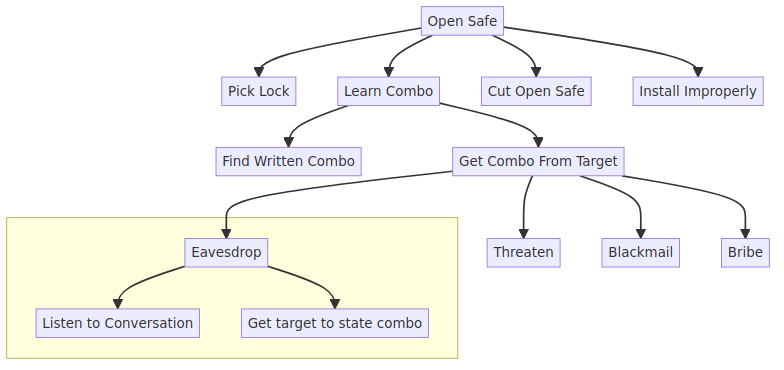 Open Safe
Pick Lock
Learn Combo
Cut Open Safe
Install Improperly
Find Written Combo
Get Combo From Target
Eavesdrop
Threaten
Blackmail
Bribe
Listen to Conversation
Get target to state combo